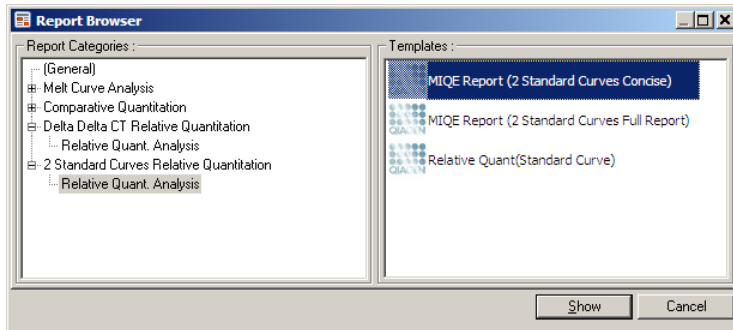 Report Browser
Report Categories :
(General)
Melt Curve Analysis
Comparative Quantitation
Delta Delta CT Relative Quantitation
Relative Quant. Analysis
2 Standard Curves Relative Quantitation
Relative Quant. Analysis
Templates :
MIQE Report (2 Standard Curves Concise)
MIQE Report (2 Standard Curves Full Report)
QIAGEN
Relative Quant(Standard Curve)
QIAGEN
Show
Cancel